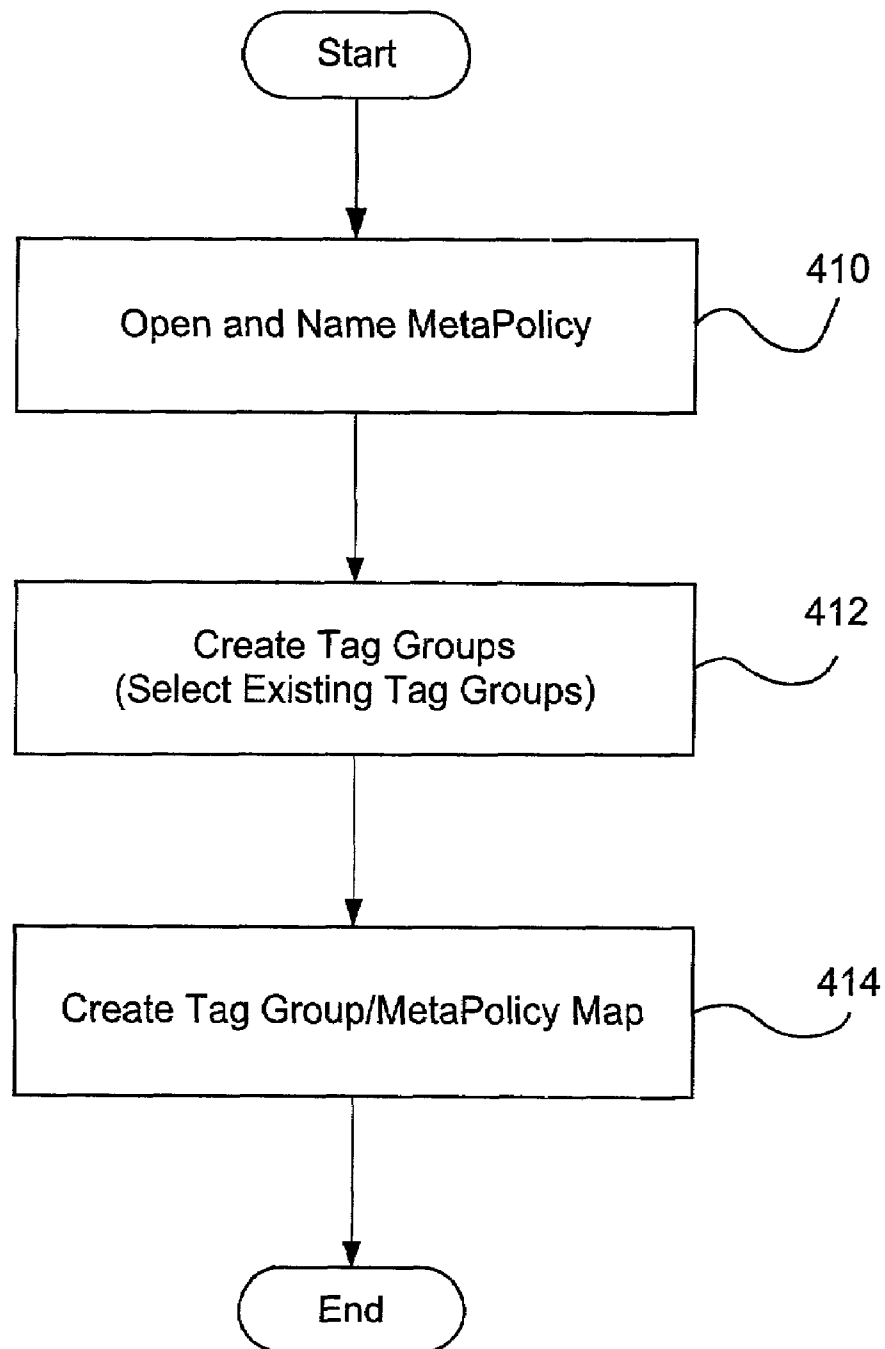 Start
Open and Name MetaPolicy
410
Create Tag Groups
(Select Existing Tag Groups)
412
Create Tag Group/MetaPolicy Map
414
End